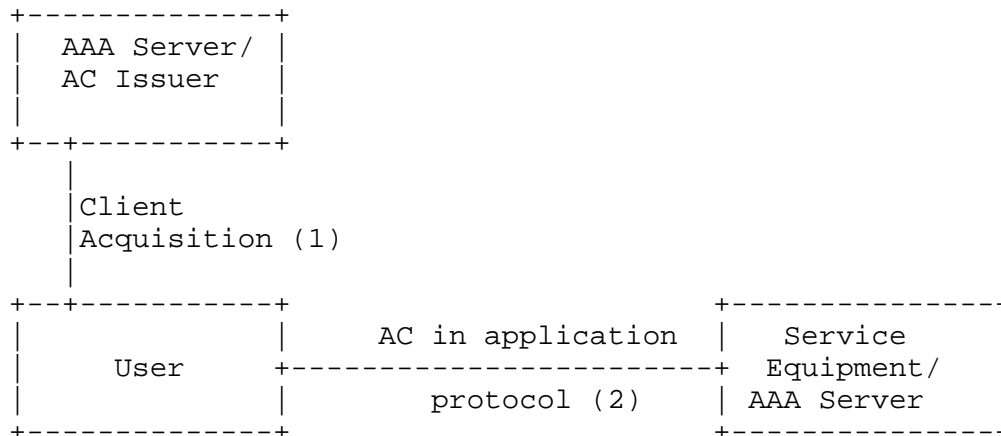 AAA Server/
AC Issuer
Client
Acquisition (1)
AC in application
Service
User
Equipment/
protocol (2)
AAA Server